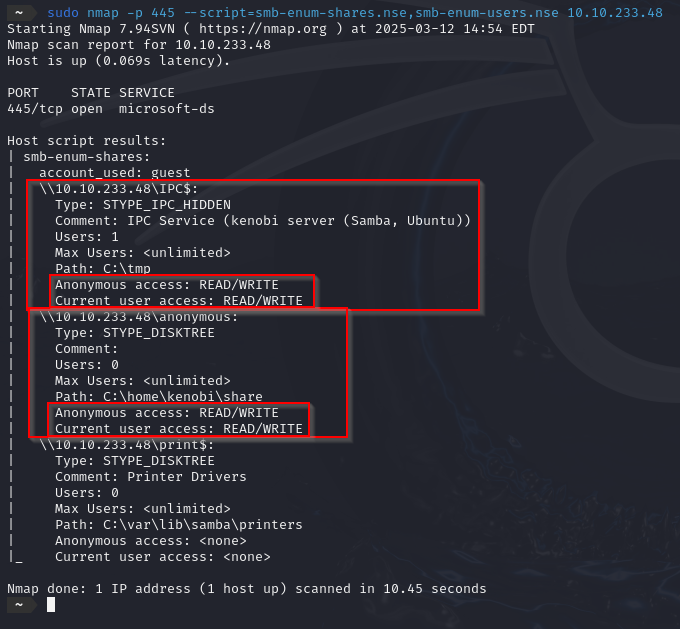 ~ sudo nmap -p 445 --script=smb-enum-shares.nse,smb-enum-users.nse 10.10.233.48
Starting Nmap 7.94SVN ( https://nmap.org ) at 2025-03-12 14:54 EDT
Nmap scan report for 10.10.233.48
Host is up (0.069s latency).

PORT    STATE SERVICE
445/tcp open  microsoft-ds

Host script results:
| smb-enum-shares:
|   account_used: guest
|   \\10.10.233.48\IPC$:
|     Type: STYPE_IPC_HIDDEN
|     Comment: IPC Service (kenobi server (Samba, Ubuntu))
|     Users: 1
|     Max Users: <unlimited>
|     Path: C:\tmp
|     Anonymous access: READ/WRITE
|     Current user access: READ/WRITE
|   \\10.10.233.48\anonymous:
|     Type: STYPE_DISKTREE
|     Comment:
|     Users: 0
|     Max Users: <unlimited>
|     Path: C:\home\kenobi\share
|     Anonymous access: READ/WRITE
|     Current user access: READ/WRITE
|   \\10.10.233.48\print$:
|     Type: STYPE_DISKTREE
|     Comment: Printer Drivers
|     Users: 0
|     Max Users: <unlimited>
|     Path: C:\var\lib\samba\printers
|     Anonymous access: <none>
|_    Current user access: <none>

Nmap done: 1 IP address (1 host up) scanned in 10.45 seconds
~